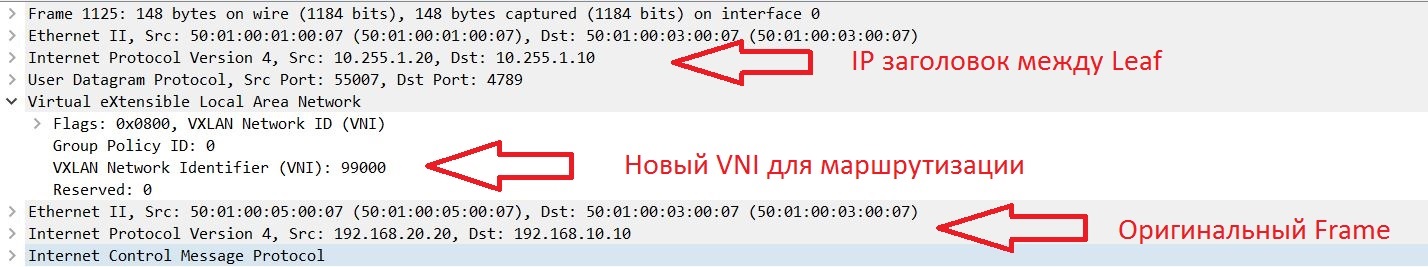 Frame 1125: 148 bytes on wire (1184 bits), 148 bytes captured (1184 bits) on interface 0
Ethernet II, Src: 50:01:00:01:00:07 (50:01:00:01:00:07), Dst: 50:01:00:03:00:07 (50:01:00:03:00:07)
Internet Protocol Version 4, Src: 10.255.1.20, Dst: 10.255.1.10
IP заголовок между Leaf
User Datagram Protocol, Src Port: 55007, Dst Port: 4789
Virtual eXtensible Local Area Network
Flags: 0x0800, VXLAN Network ID (VNI)
Group Policy ID: 0
VXLAN Network Identifier (VNI): 99000
Новый VNI для маршрутизации
Reserved: 0
Ethernet II, Src: 50:01:00:05:00:07 (50:01:00:05:00:07), Dst: 50:01:00:03:00:07 (50:01:00:03:00:07)
Internet Protocol Version 4, Src: 192.168.20.20, Dst: 192.168.10.10
Оригинальный Frame
Internet Control Message Protocol